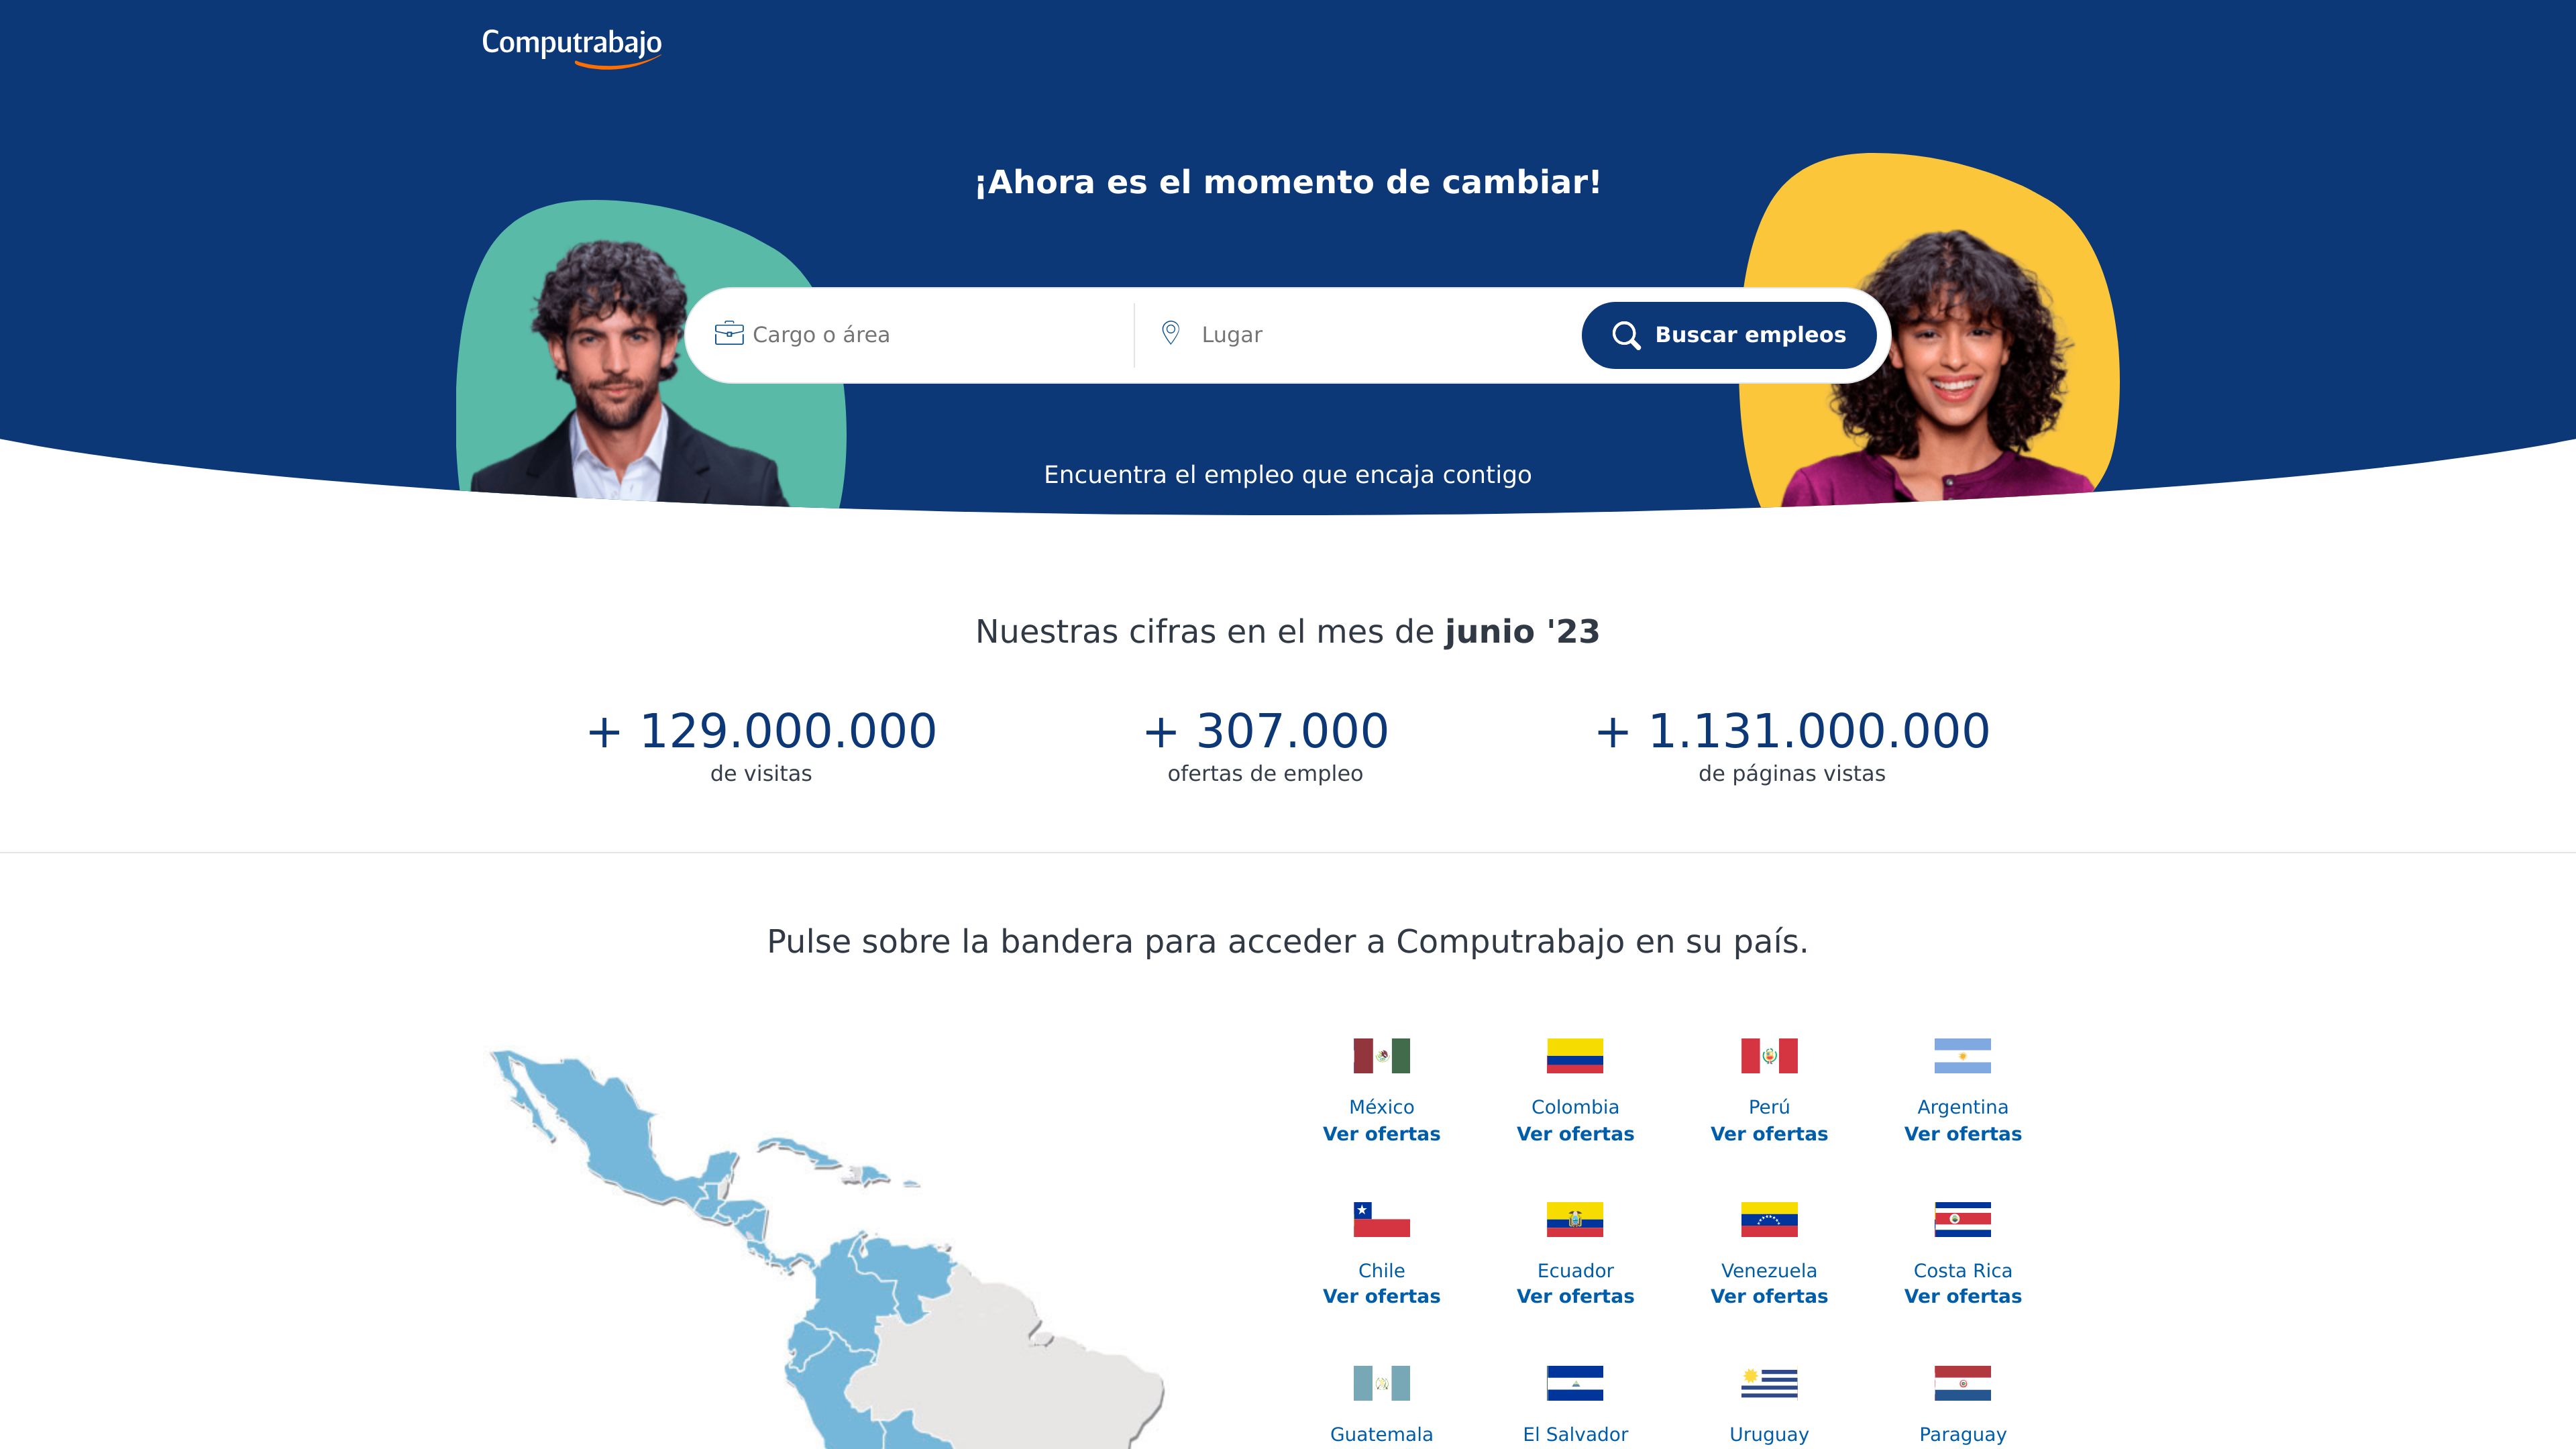 Computrabajo
¡Ahora es el momento de cambiar!
Cargo o área
Lugar
Buscar empleos
Encuentra el empleo que encaja contigo
Nuestras cifras en el mes de junio '23
+ 129.000.000
de visitas
+ 307.000
ofertas de empleo
+ 1.131.000.000
de páginas vistas
Pulse sobre la bandera para acceder a Computrabajo en su país.
México
Ver ofertas
Colombia
Ver ofertas
Perú
Ver ofertas
Argentina
Ver ofertas
Chile
Ver ofertas
Ecuador
Ver ofertas
Venezuela
Ver ofertas
Costa Rica
Ver ofertas
Guatemala
El Salvador
Uruguay
Paraguay